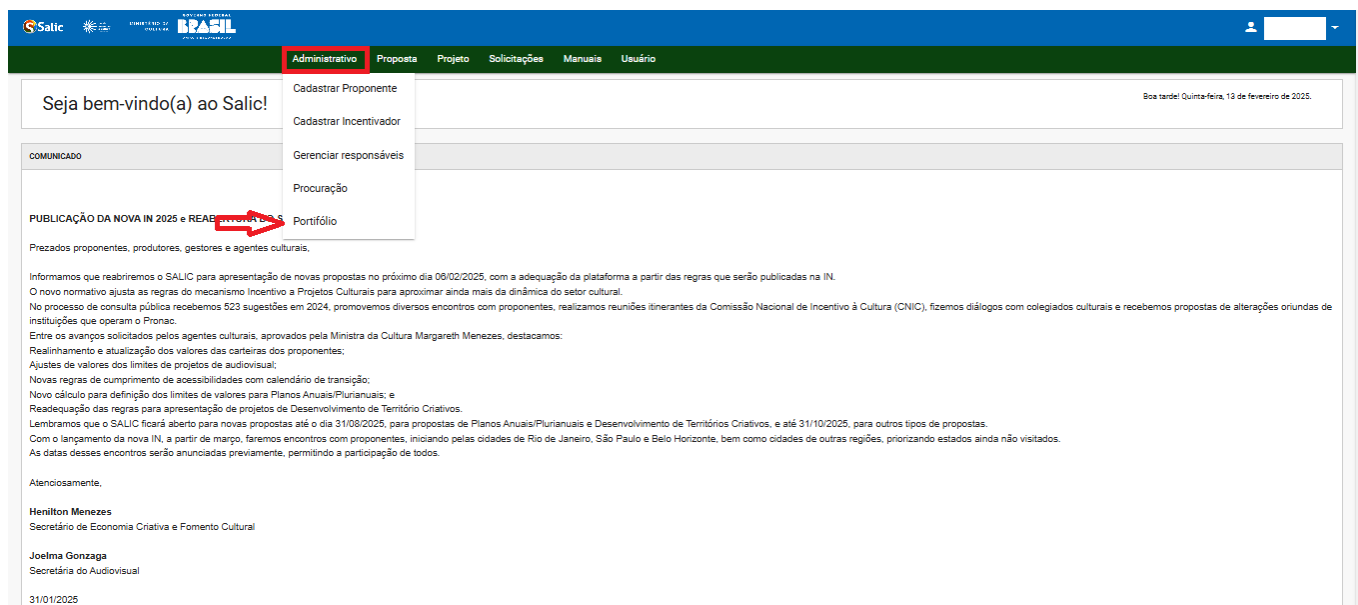 Salic
MINISTÉRIO DA
CULTURA
GOVERNO FEDERAL
BRASIL
UNIÃO E RECONSTRUÇÃO
Administrativo Proposta Projeto Solicitações Manuais Usuário
Cadastrar Proponente
Cadastrar Incentivador
Gerenciar responsáveis
Procuração
Portifólio
Seja bem-vindo(a) ao Salic!
Boa tarde! Quinta-feira, 13 de fevereiro de 2025.
COMUNICADO
PUBLICAÇÃO DA NOVA IN 2025 e REABERTURA DO S
Prezados proponentes, produtores, gestores e agentes culturais,
Informamos que reabriremos o SALIC para apresentação de novas propostas no próximo dia 06/02/2025, com a adequação da plataforma a partir das regras que serão publicadas na IN.
O novo normativo ajusta as regras do mecanismo Incentivo a Projetos Culturais para aproximar ainda mais da dinâmica do setor cultural.
No processo de consulta pública recebemos 523 sugestões em 2024, promovemos diversos encontros com proponentes, realizamos reuniões itinerantes da Comissão Nacional de Incentivo à Cultura (CNIC), fizemos diálogos com colegiados culturais e recebemos propostas de alterações oriundas de
instituições que operam o Pronac.
Entre os avanços solicitados pelos agentes culturais, aprovados pela Ministra da Cultura Margareth Menezes, destacamos:
Realinhamento e atualização dos valores das carteiras dos proponentes;
Ajustes de valores dos limites de projetos de audiovisual;
Novas regras de cumprimento de acessibilidades com calendário de transição;
Novo cálculo para definição dos limites de valores para Planos Anuais/Plurianuais; e
Readequação das regras para apresentação de projetos de Desenvolvimento de Território Criativos.
Lembramos que o SALIC ficará aberto para novas propostas até o dia 31/08/2025, para propostas de Planos Anuais/Plurianuais e Desenvolvimento de Territórios Criativos, e até 31/10/2025, para outros tipos de propostas.
Com o lançamento da nova IN, a partir de março, faremos encontros com proponentes, iniciando pelas cidades de Rio de Janeiro, São Paulo e Belo Horizonte, bem como cidades de outras regiões, priorizando estados ainda não visitados.
As datas desses encontros serão anunciadas previamente, permitindo a participação de todos.
Atenciosamente,
Henilton Menezes
Secretário de Economia Criativa e Fomento Cultural
Joelma Gonzaga
Secretária do Audiovisual
31/01/2025